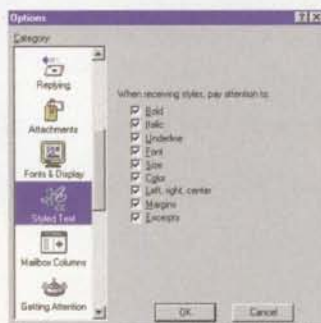 Options
Category
Replying
Attachments
Fonts & Display
Styled Text
Mailbox Columns
Getting Attention
When receiving styles, pay attention to:
Bold
Italic
Underline
Font
Size
Color
Left, right, center
Margins
Excerpts
OK
Cancel